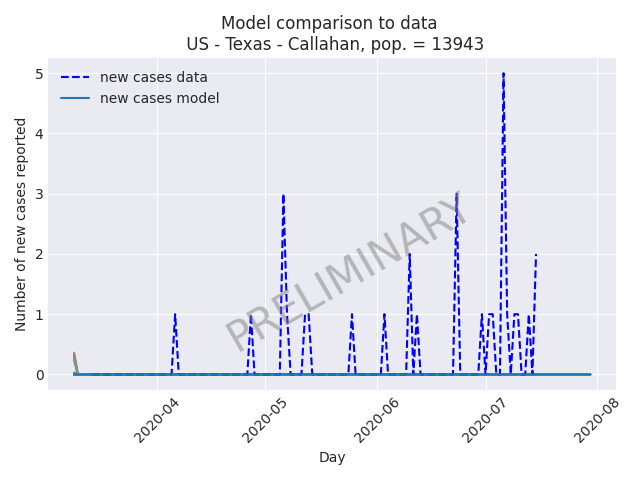 Model comparison to data
US - Texas - Callahan, pop. = 13943
new cases data
new cases model
Number of new cases reported
5
4
3
2
1
0
PRELIMINARY
2020-04
2020-05
2020-06
2020-07
2020-08
Day